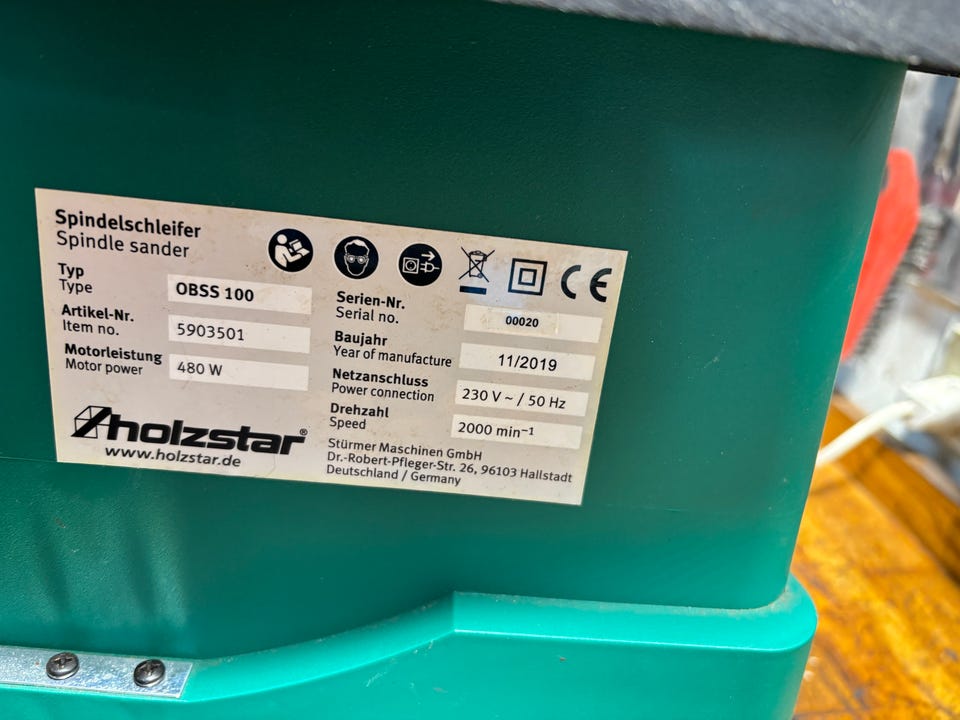 Spindelschleifer
Spindle sander
Typ
Type
OBSS 100
Artikel-Nr.
Item no.
5903501
Motorleistung
Motor power
480 W
Serien-Nr.
Serial no.
00020
Baujahr
Year of manufacture
11/2019
Netzanschluss
Power connection
230 V ~ / 50 Hz
Drehzahl
Speed
2000 min⁻¹
CE
holzstar®
www.holzstar.de
Stürmer Maschinen GmbH
Dr.-Robert-Pfleger-Str. 26, 96103 Hallstadt
Deutschland / Germany